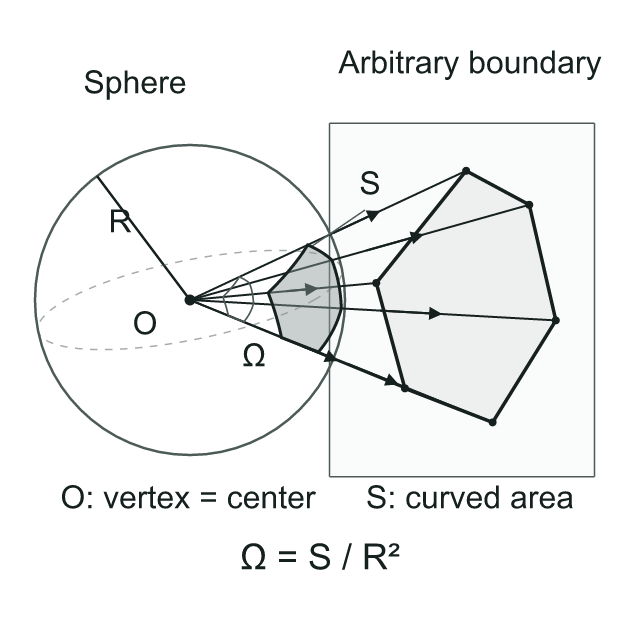 Sphere
Arbitrary boundary
S
R
O
Ω
O: vertex = center
S: curved area
Ω = S / R²